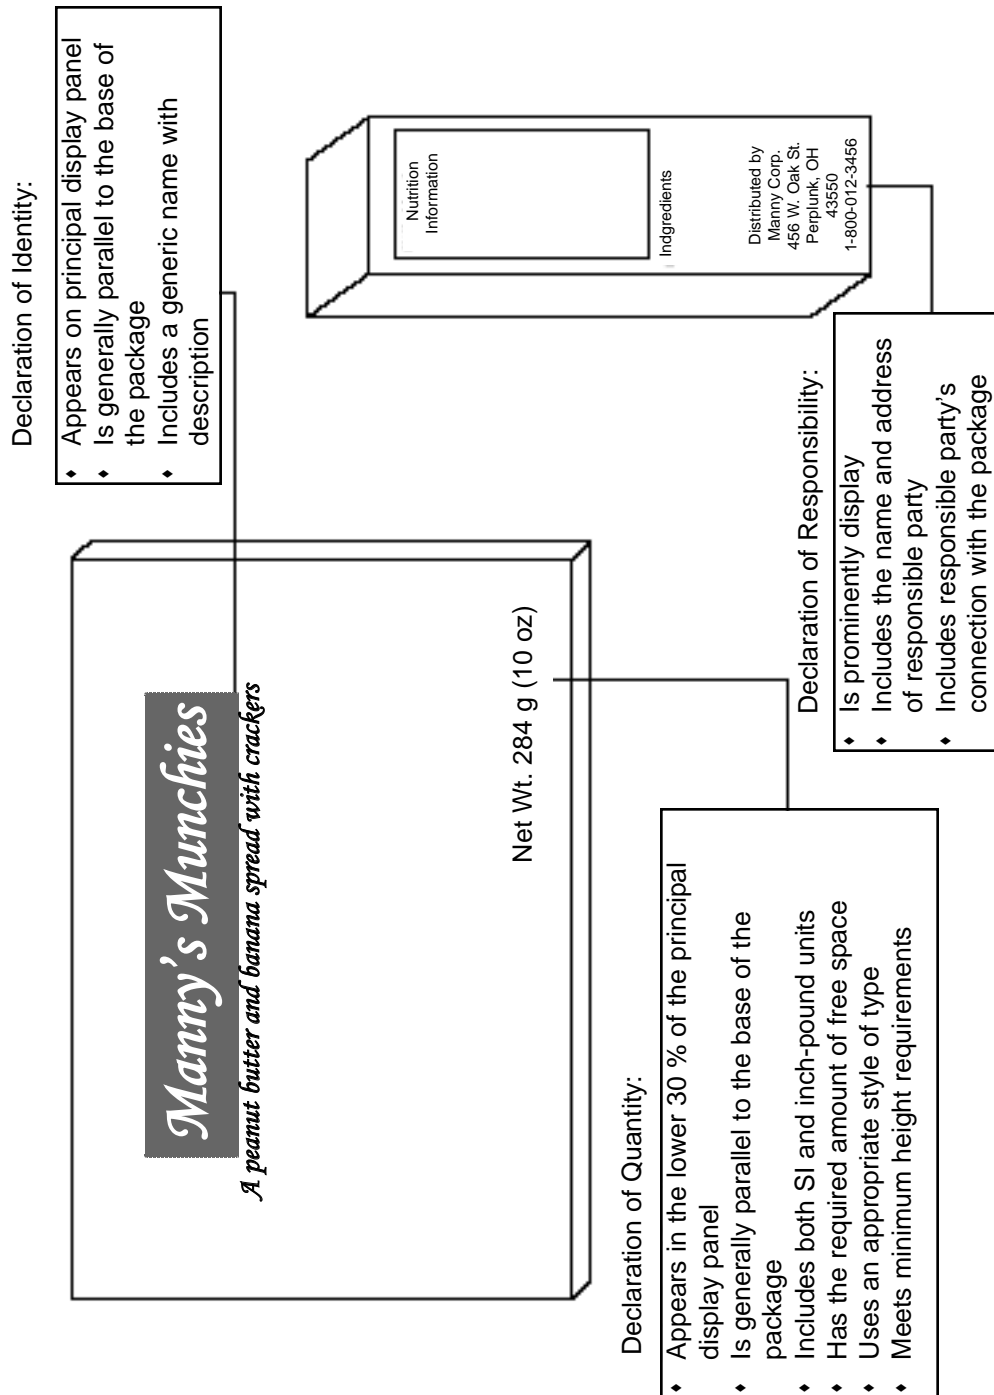 Declaration of Identity:
♦ Appears on principal display panel
♦ Is generally parallel to the base of
the package
♦ Includes a generic name with
description
Manny's Munchies
A peanut butter and banana spread with crackers
Net Wt. 284 g (10 oz)
Nutrition
Information
Indgredients
Distributed by
Manny Corp.
456 W. Oak St.
Perplunk, OH
43550
1-800-012-3456
Declaration of Quantity:
♦ Appears in the lower 30 % of the principal
display panel
♦ Is generally parallel to the base of the
package
♦ Includes both SI and inch-pound units
♦ Has the required amount of free space
♦ Uses an appropriate style of type
♦ Meets minimum height requirements
Declaration of Responsibility:
♦ Is prominently display
♦ Includes the name and address
of responsible party
♦ Includes responsible party's
connection with the package